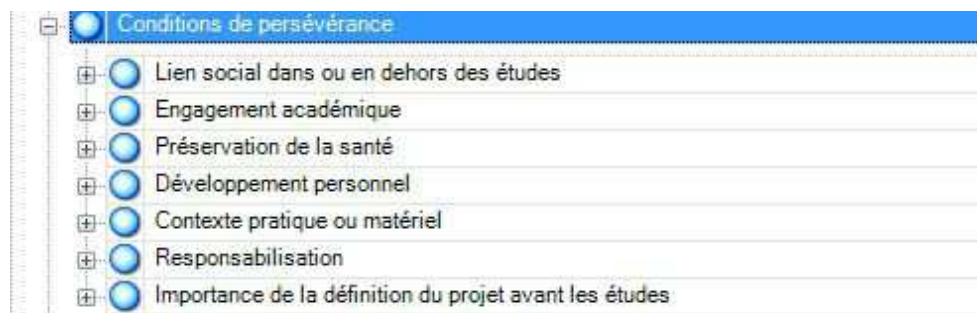 Conditions de persévérance
Lien social dans ou en dehors des études
Engagement académique
Préservation de la santé
Développement personnel
Contexte pratique ou matériel
Responsabilisation
Importance de la définition du projet avant les études